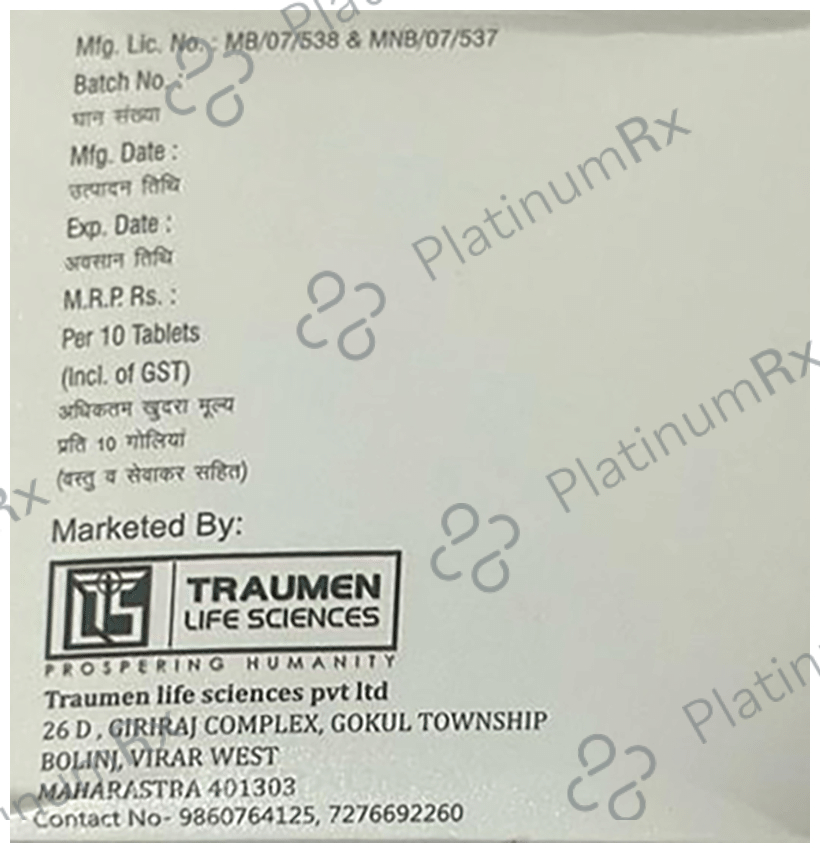 Mfg. Lic. No. : MB/07/538 & MNB/07/537
Batch No. :
घान संख्या
Mfg. Date :
उत्पादन तिथि
Exp. Date :
अवसान तिथि
M.R.P. Rs. :
Per 10 Tablets
(Incl. of GST)
अधिकतम खुदरा मूल्य
प्रति 10 गोलियां
(वस्तु व सेवाकर सहित)
Marketed By:
TRAUMEN
LIFE SCIENCES
PROSPERING HUMANITY
Traumen life sciences pvt ltd
26 D , GIRIRAJ COMPLEX, GOKUL TOWNSHIP
BOLINJ, VIRAR WEST
MAHARASTRA 401303
Contact No- 9860764125, 7276692260
PlatinumRx
PlatinumRx